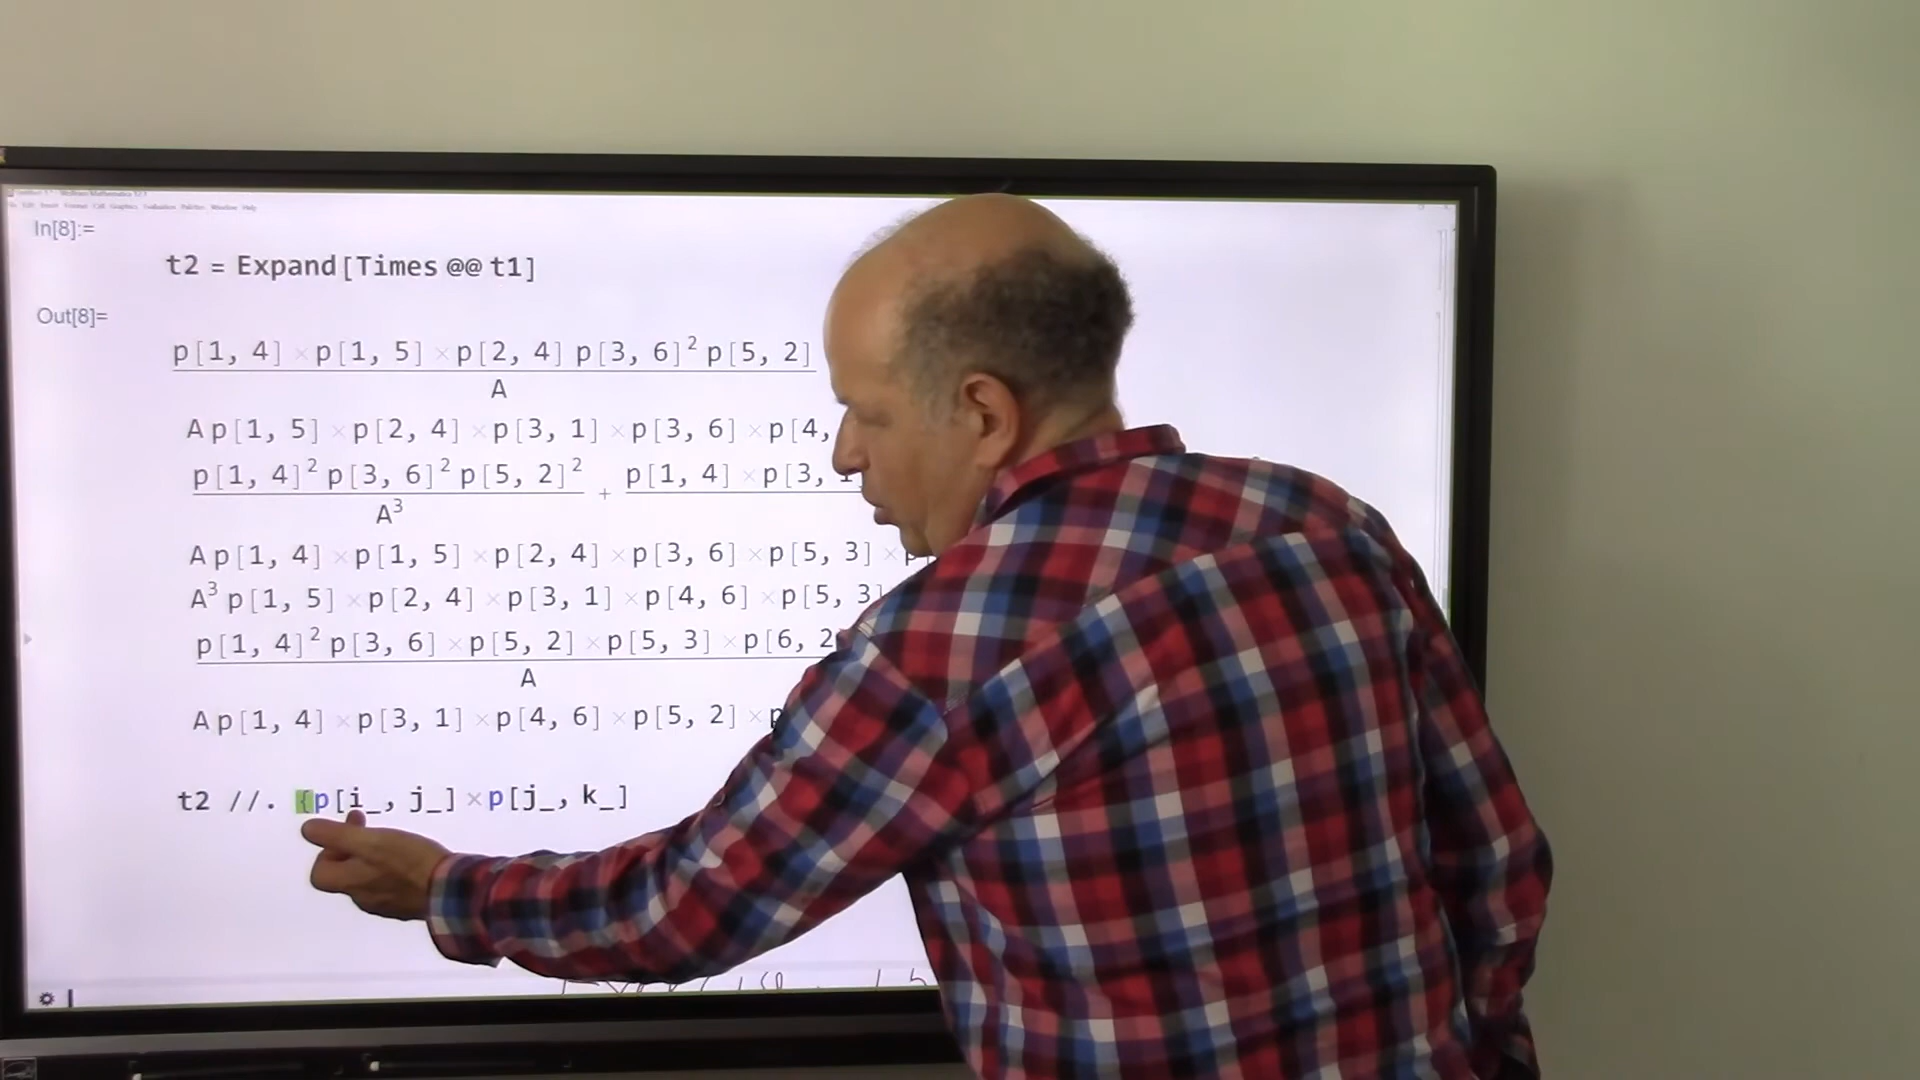 In[8]:=
t2 = Expand[Times @@ t1]
Out[8]=
p[1, 4] × p[1, 5] × p[2, 4] p[3, 6]² p[5, 2]
A
A p[1, 5] × p[2, 4] × p[3, 1] × p[3, 6] × p[4,
p[1, 4]² p[3, 6]² p[5, 2]² + p[1, 4] × p[3,
A³
A p[1, 4] × p[1, 5] × p[2, 4] × p[3, 6] × p[5, 3] ×
A³ p[1, 5] × p[2, 4] × p[3, 1] × p[4, 6] × p[5, 3]
p[1, 4]² p[3, 6] × p[5, 2] × p[5, 3] × p[6, 2
A
A p[1, 4] × p[3, 1] × p[4, 6] × p[5, 2] ×
t2 //. {p[i_, j_] × p[j_, k_]